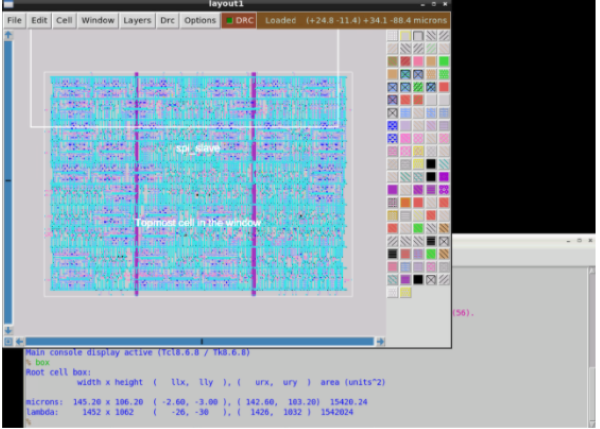 layout1
File Edit Cell Window Layers Drc Options DRC Loaded (+24.8 -11.4) +34.1 -88.4 microns
spi_slave
Topmost cell in the window
(56).
Main console display active (Tcl8.6.8 / Tk8.6.8)
% box
Root cell box:
width x height ( llx, lly ), ( urx, ury ) area (units^2)
microns: 145.20 x 106.20 ( -2.60, -3.00 ), ( 142.60, 103.20) 15420.24
lambda: 1452 x 1062 ( -26, -30 ), ( 1426, 1032 ) 1542024
%